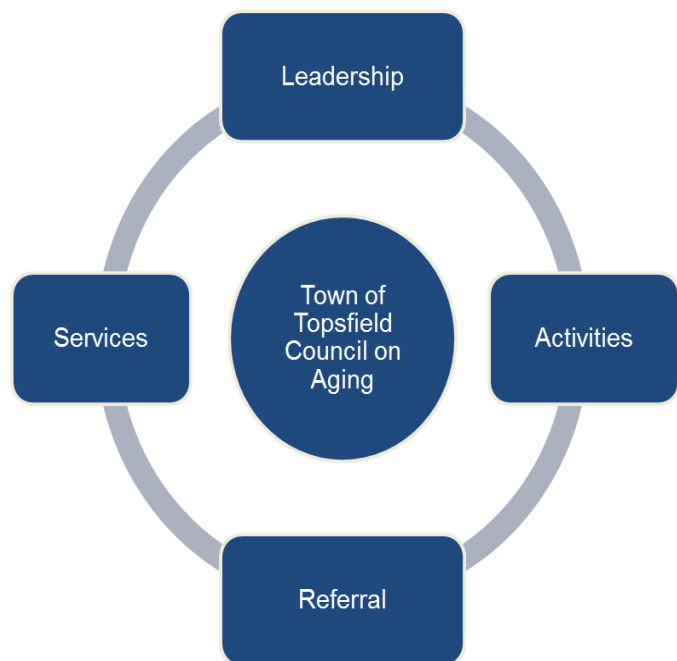 Leadership
Services
Town of
Topsfield
Council on
Aging
Activities
Referral